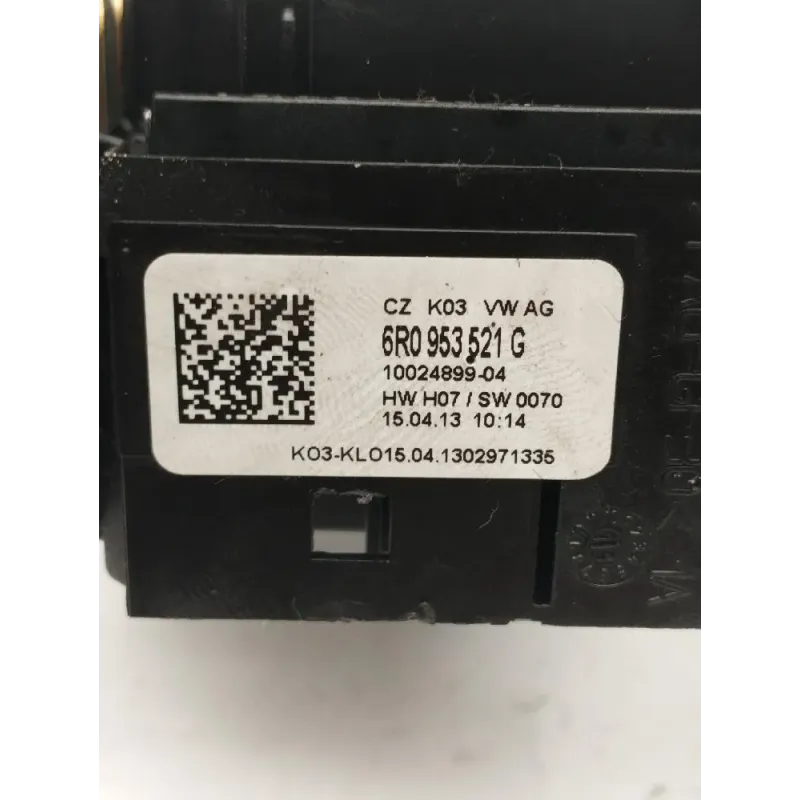 CZ K03 VW AG
6R0 953 521 G
10024899-04
HW H07 / SW 0070
15.04.13 10:14
K03-KLO15.04.1302971335